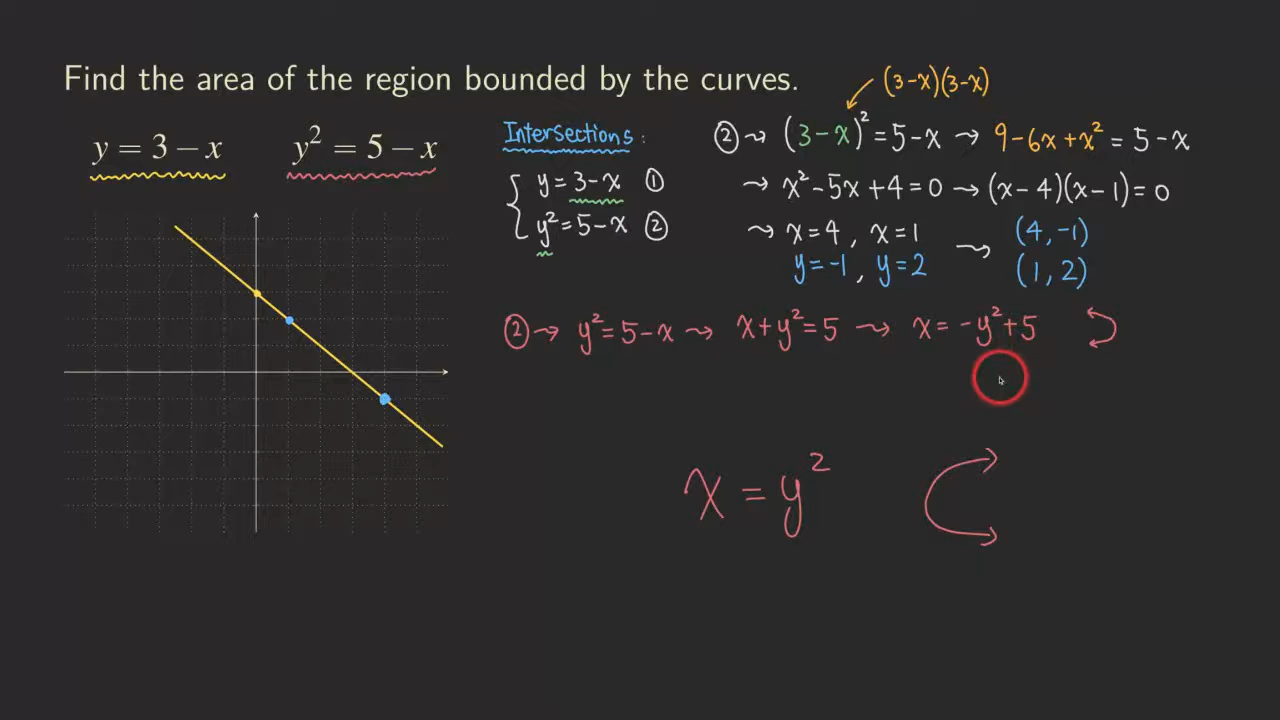 Find the area of the region bounded by the curves.
y = 3 − x    y² = 5 − x
(3−x)(3−x)
Intersections:
y = 3−x ①
y² = 5−x ②
② ⇝ (3−x)² = 5−x ⇝ 9−6x+x² = 5−x
⇝ x²−5x+4=0 ⇝ (x−4)(x−1)=0
⇝ x=4, x=1
y=−1, y=2
⇝ (4,−1)
(1, 2)
② ⇝ y²=5−x ⇝ x+y²=5 ⇝ x=−y²+5
x = y²